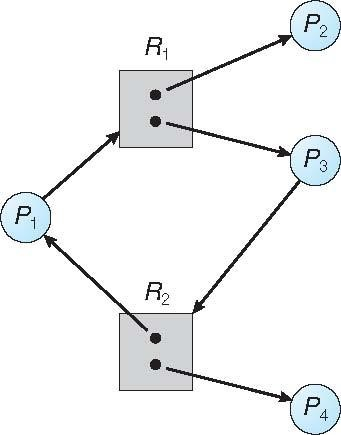 P₂
R₁
P₃
P₁
R₂
P₄